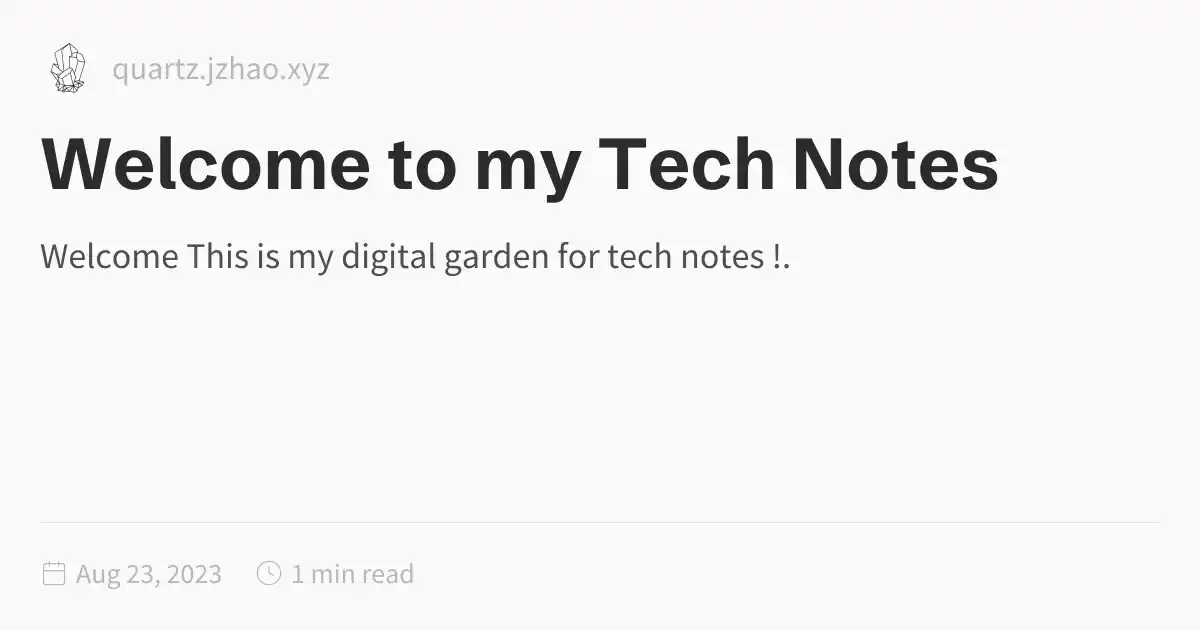 quartz.jzhao.xyz
Welcome to my Tech Notes
Welcome This is my digital garden for tech notes !.
Aug 23, 2023 1 min read